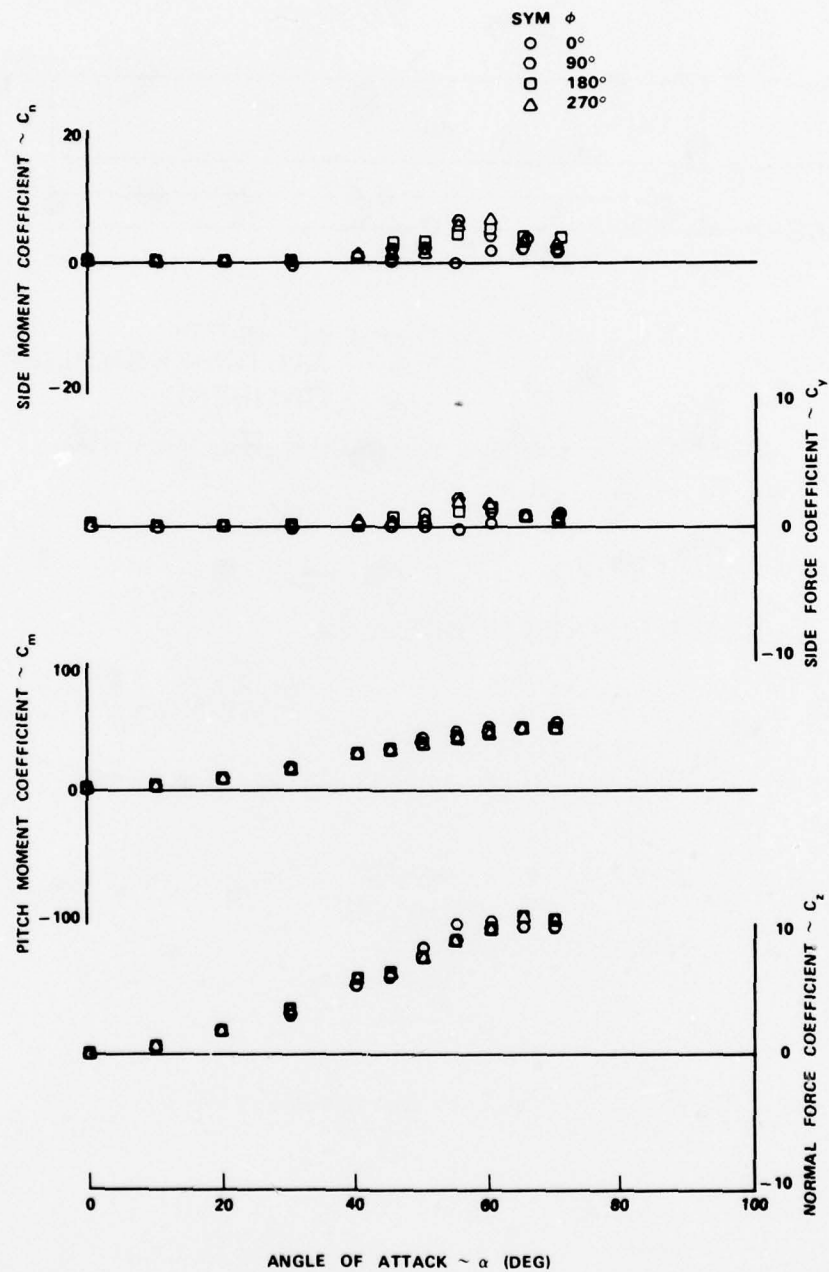 SYM φ
○ 0°
○ 90°
□ 180°
△ 270°
SIDE MOMENT COEFFICIENT ~ Cn
20
0
−20
SIDE FORCE COEFFICIENT ~ Cy
10
0
−10
PITCH MOMENT COEFFICIENT ~ Cm
100
0
−100
NORMAL FORCE COEFFICIENT ~ Cz
10
0
−10
0 20 40 60 80 100
ANGLE OF ATTACK ~ α (DEG)